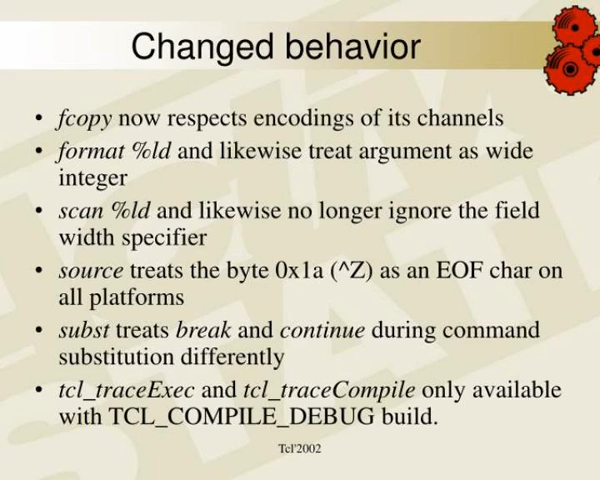 Changed behavior
• fcopy now respects encodings of its channels
• format %ld and likewise treat argument as wide
integer
• scan %ld and likewise no longer ignore the field
width specifier
• source treats the byte 0x1a (^Z) as an EOF char on
all platforms
• subst treats break and continue during command
substitution differently
• tcl_traceExec and tcl_traceCompile only available
with TCL_COMPILE_DEBUG build.
Tcl'2002